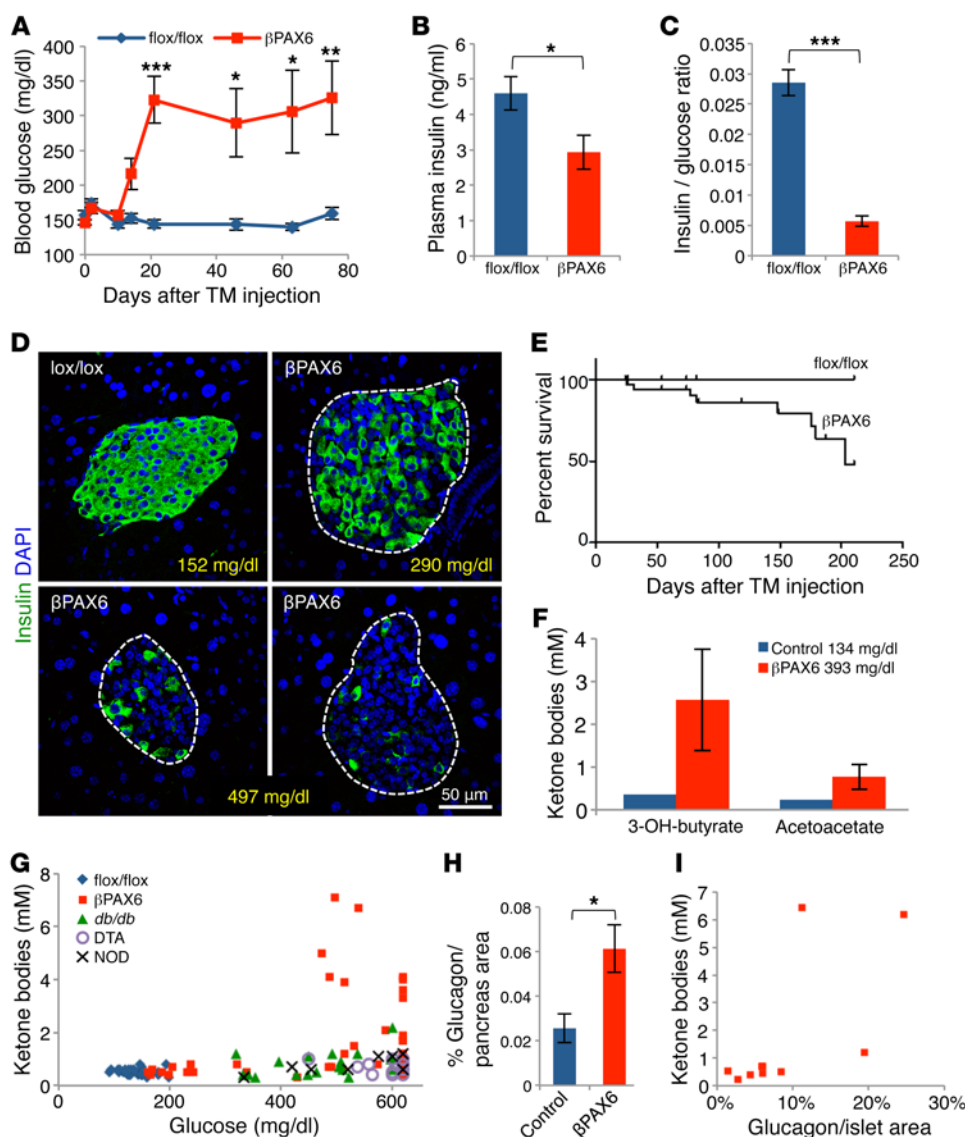 A
flox/flox
βPAX6
Blood glucose (mg/dl)
400
350
300
250
200
150
100
***
*
*
**
0
20
40
60
80
Days after TM injection
B
Plasma insulin (ng/ml)
6
5
4
3
2
1
0
*
flox/flox
βPAX6
C
Insulin / glucose ratio
0.035
0.03
0.025
0.02
0.015
0.01
0.005
0
***
flox/flox
βPAX6
D
Insulin DAPI
lox/lox
152 mg/dl
βPAX6
290 mg/dl
βPAX6
βPAX6
497 mg/dl
50 µm
E
Percent survival
100
50
0
flox/flox
βPAX6
0
50
100
150
200
250
Days after TM injection
F
Ketone bodies (mM)
4
3
2
1
0
Control 134 mg/dl
βPAX6 393 mg/dl
3-OH-butyrate
Acetoacetate
G
Ketone bodies (mM)
8
6
4
2
0
flox/flox
βPAX6
db/db
DTA
NOD
0
200
400
600
Glucose (mg/dl)
H
% Glucagon/
pancreas area
0.08
0.06
0.04
0.02
0
*
Control
βPAX6
I
Ketone bodies (mM)
7
6
5
4
3
2
1
0
0%
10%
20%
30%
Glucagon/islet area